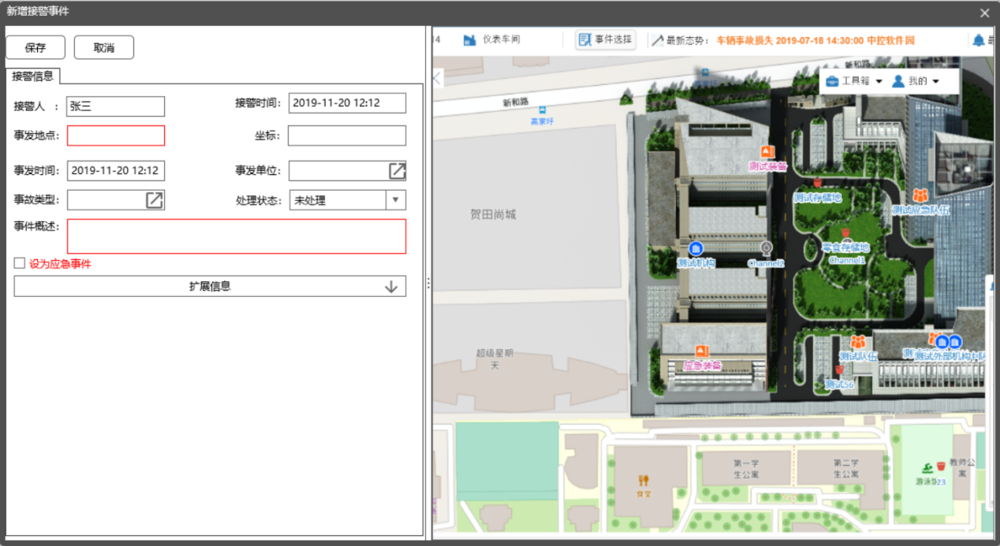 新增接警事件
保存 取消
接警信息
接警人 : 张三
接警时间: 2019-11-20 12:12
事发地点:
坐标:
事发时间: 2019-11-20 12:12
事发单位:
事故类型:
处理状态: 未处理
事件概述:
设为应急事件
扩展信息
14 仪表车间 事件选择 最新态势: 车辆事故损失 2019-07-18 14:30:00 中控软件园
新和路
工具箱 我的
新和路
高家圩
测试装备
测试存储地
测试应急队伍
贺田尚城
零食存储地
测试机构 Channel2 Channel1
超级星期
天
测试队伍
测试外部机构
应急装备
测试S6
第一学
生公寓
第二学
生公寓
教师公
寓
食堂
游泳馆
23